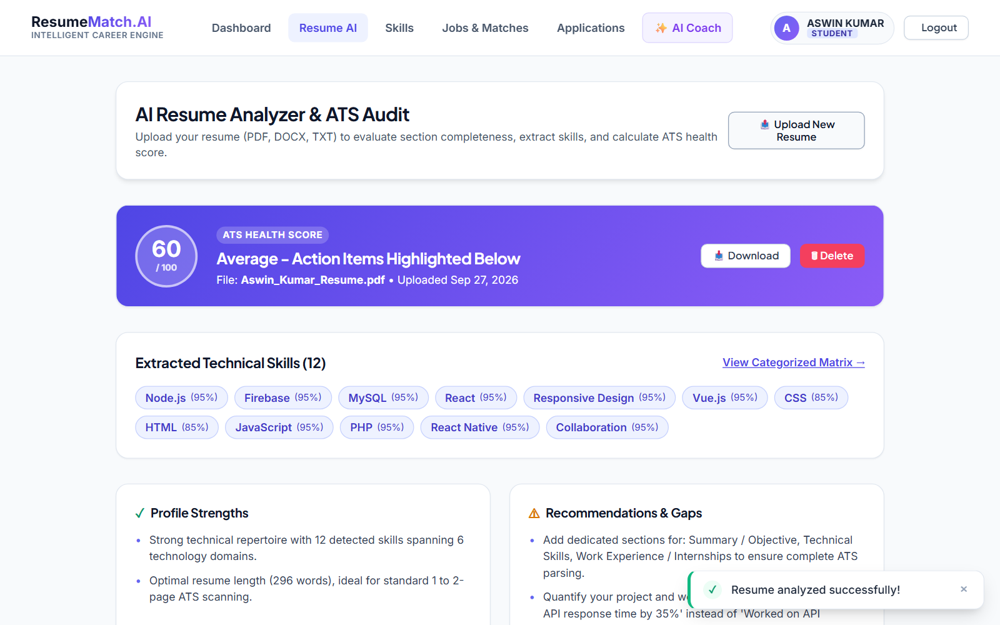 ResumeMatch.AI
INTELLIGENT CAREER ENGINE
Dashboard
Resume AI
Skills
Jobs & Matches
Applications
✨ AI Coach
A
ASWIN KUMAR
STUDENT
Logout
AI Resume Analyzer & ATS Audit
Upload your resume (PDF, DOCX, TXT) to evaluate section completeness, extract skills, and calculate ATS health
score.
Upload New
Resume
60
/ 100
ATS HEALTH SCORE
Average – Action Items Highlighted Below
File: Aswin_Kumar_Resume.pdf • Uploaded Sep 27, 2026
Download
Delete
Extracted Technical Skills (12)
View Categorized Matrix →
Node.js (95%)
Firebase (95%)
MySQL (95%)
React (95%)
Responsive Design (95%)
Vue.js (95%)
CSS (85%)
HTML (85%)
JavaScript (95%)
PHP (95%)
React Native (95%)
Collaboration (95%)
✓ Profile Strengths
• Strong technical repertoire with 12 detected skills spanning 6
technology domains.
• Optimal resume length (296 words), ideal for standard 1 to 2-
page ATS scanning.
⚠ Recommendations & Gaps
• Add dedicated sections for: Summary / Objective, Technical
Skills, Work Experience / Internships to ensure complete ATS
parsing.
• Quantify your project and
API response time by 35%' instead of 'Worked on API
✓ Resume analyzed successfully! ×